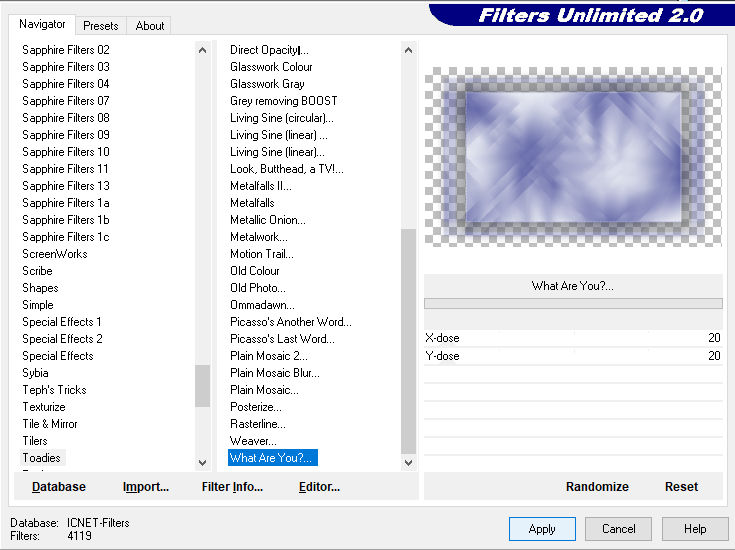 Navigator
Presets
About
Filters Unlimited 2.0
Sapphire Filters 02
Sapphire Filters 03
Sapphire Filters 04
Sapphire Filters 07
Sapphire Filters 08
Sapphire Filters 09
Sapphire Filters 10
Sapphire Filters 11
Sapphire Filters 13
Sapphire Filters 1a
Sapphire Filters 1b
Sapphire Filters 1c
ScreenWorks
Scribe
Shapes
Simple
Special Effects 1
Special Effects 2
Special Effects
Sybia
Teph's Tricks
Texturize
Tile & Mirror
Tilers
Toadies
Direct Opacity|...
Glasswork Colour
Glasswork Gray
Grey removing BOOST
Living Sine (circular)...
Living Sine (linear) ...
Living Sine (linear)...
Look, Butthead, a TV!...
Metalfalls II...
Metalfalls
Metallic Onion...
Metalwork...
Motion Trail...
Old Colour
Old Photo...
Ommadawn...
Picasso's Another Word...
Picasso's Last Word...
Plain Mosaic 2...
Plain Mosaic Blur...
Plain Mosaic...
Posterize...
Rasterline...
Weaver...
What Are You?...
What Are You?...
X-dose 20
Y-dose 20
Database
Import...
Filter Info...
Editor...
Randomize
Reset
Database: ICNET-Filters
Filters: 4119
Apply
Cancel
Help